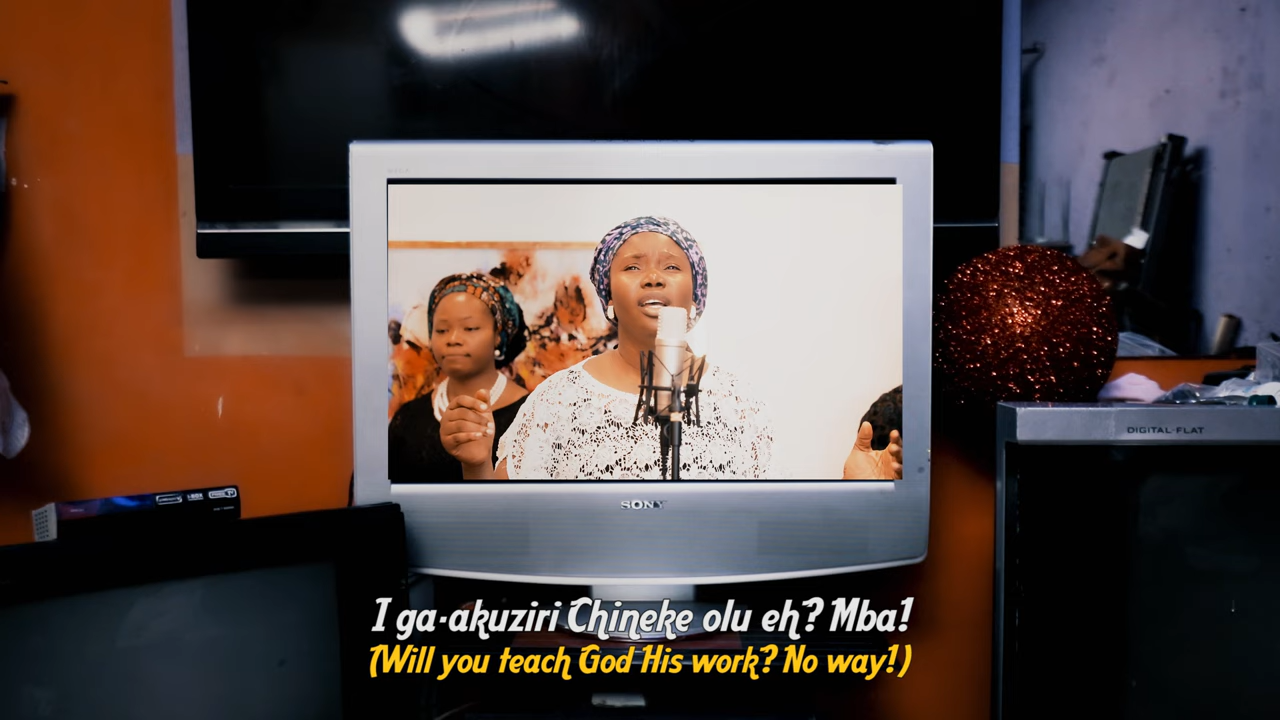 SONY
DIGITAL-FLAT
I ga-akuziri Chineke olu eh? Mba!
(Will you teach God His work? No way!)